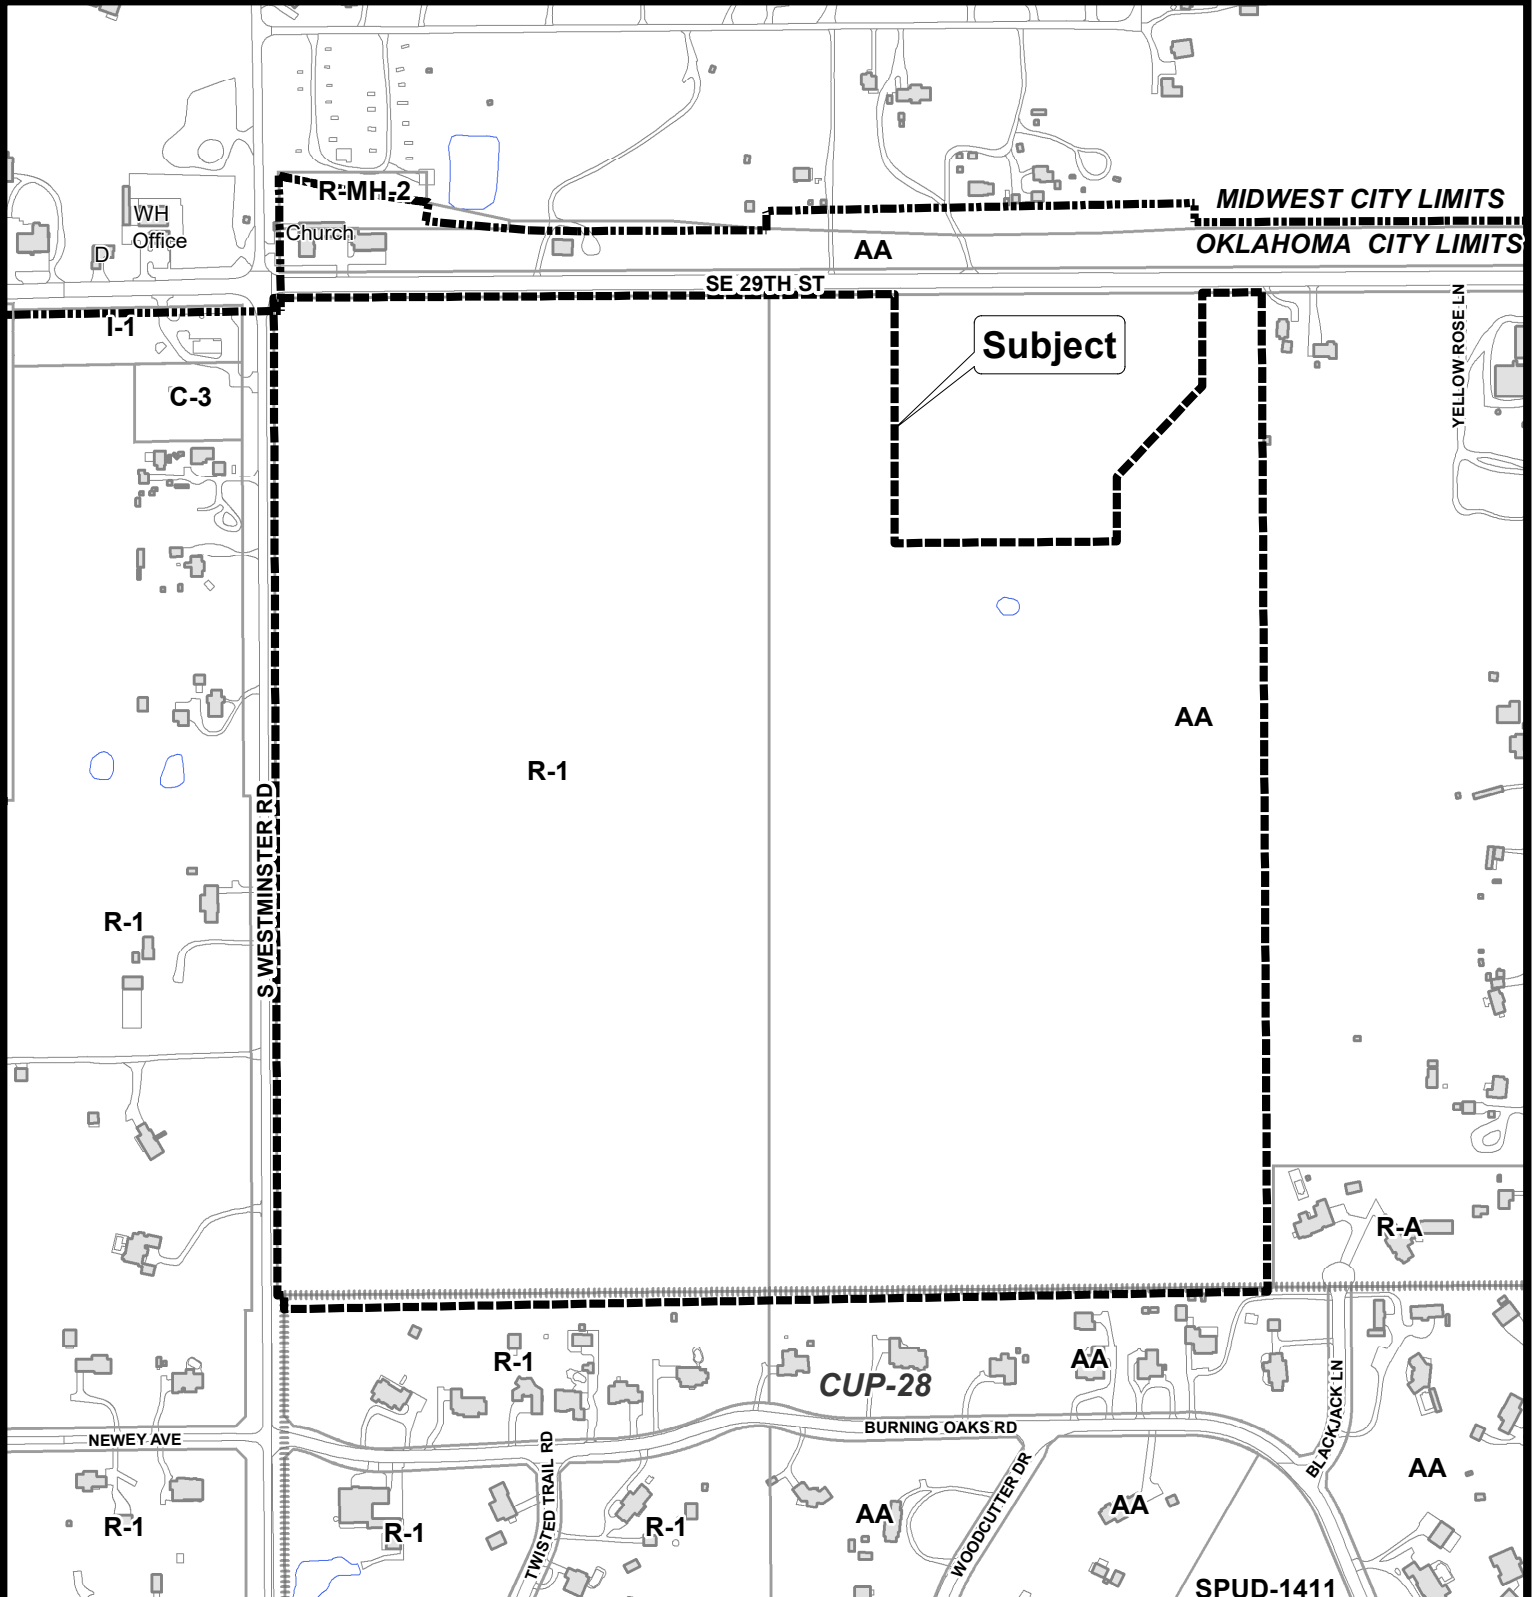 R-MH-2
MIDWEST CITY LIMITS
WH
Office
D
Church
AA
OKLAHOMA CITY LIMITS
SE 29TH ST
I-1
Subject
YELLOW ROSE LN
C-3
AA
R-1
S WESTMINSTER RD
R-1
R-A
R-1
AA
CUP-28
BURNING OAKS RD
BLACKJACK LN
NEWEY AVE
TWISTED TRAIL RD
WOODCUTTER DR
AA
R-1
R-1
R-1
AA
AA
SPUD-1411